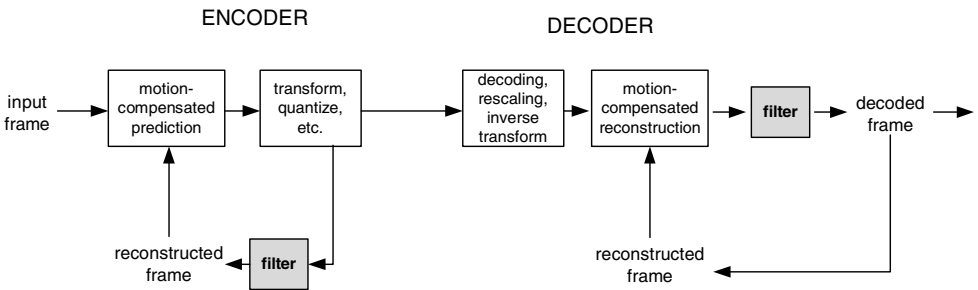 ENCODER
DECODER
input
frame
motion-
compensated
prediction
transform,
quantize,
etc.
decoding,
rescaling,
inverse
transform
motion-
compensated
reconstruction
filter
decoded
frame
reconstructed
frame
filter
reconstructed
frame